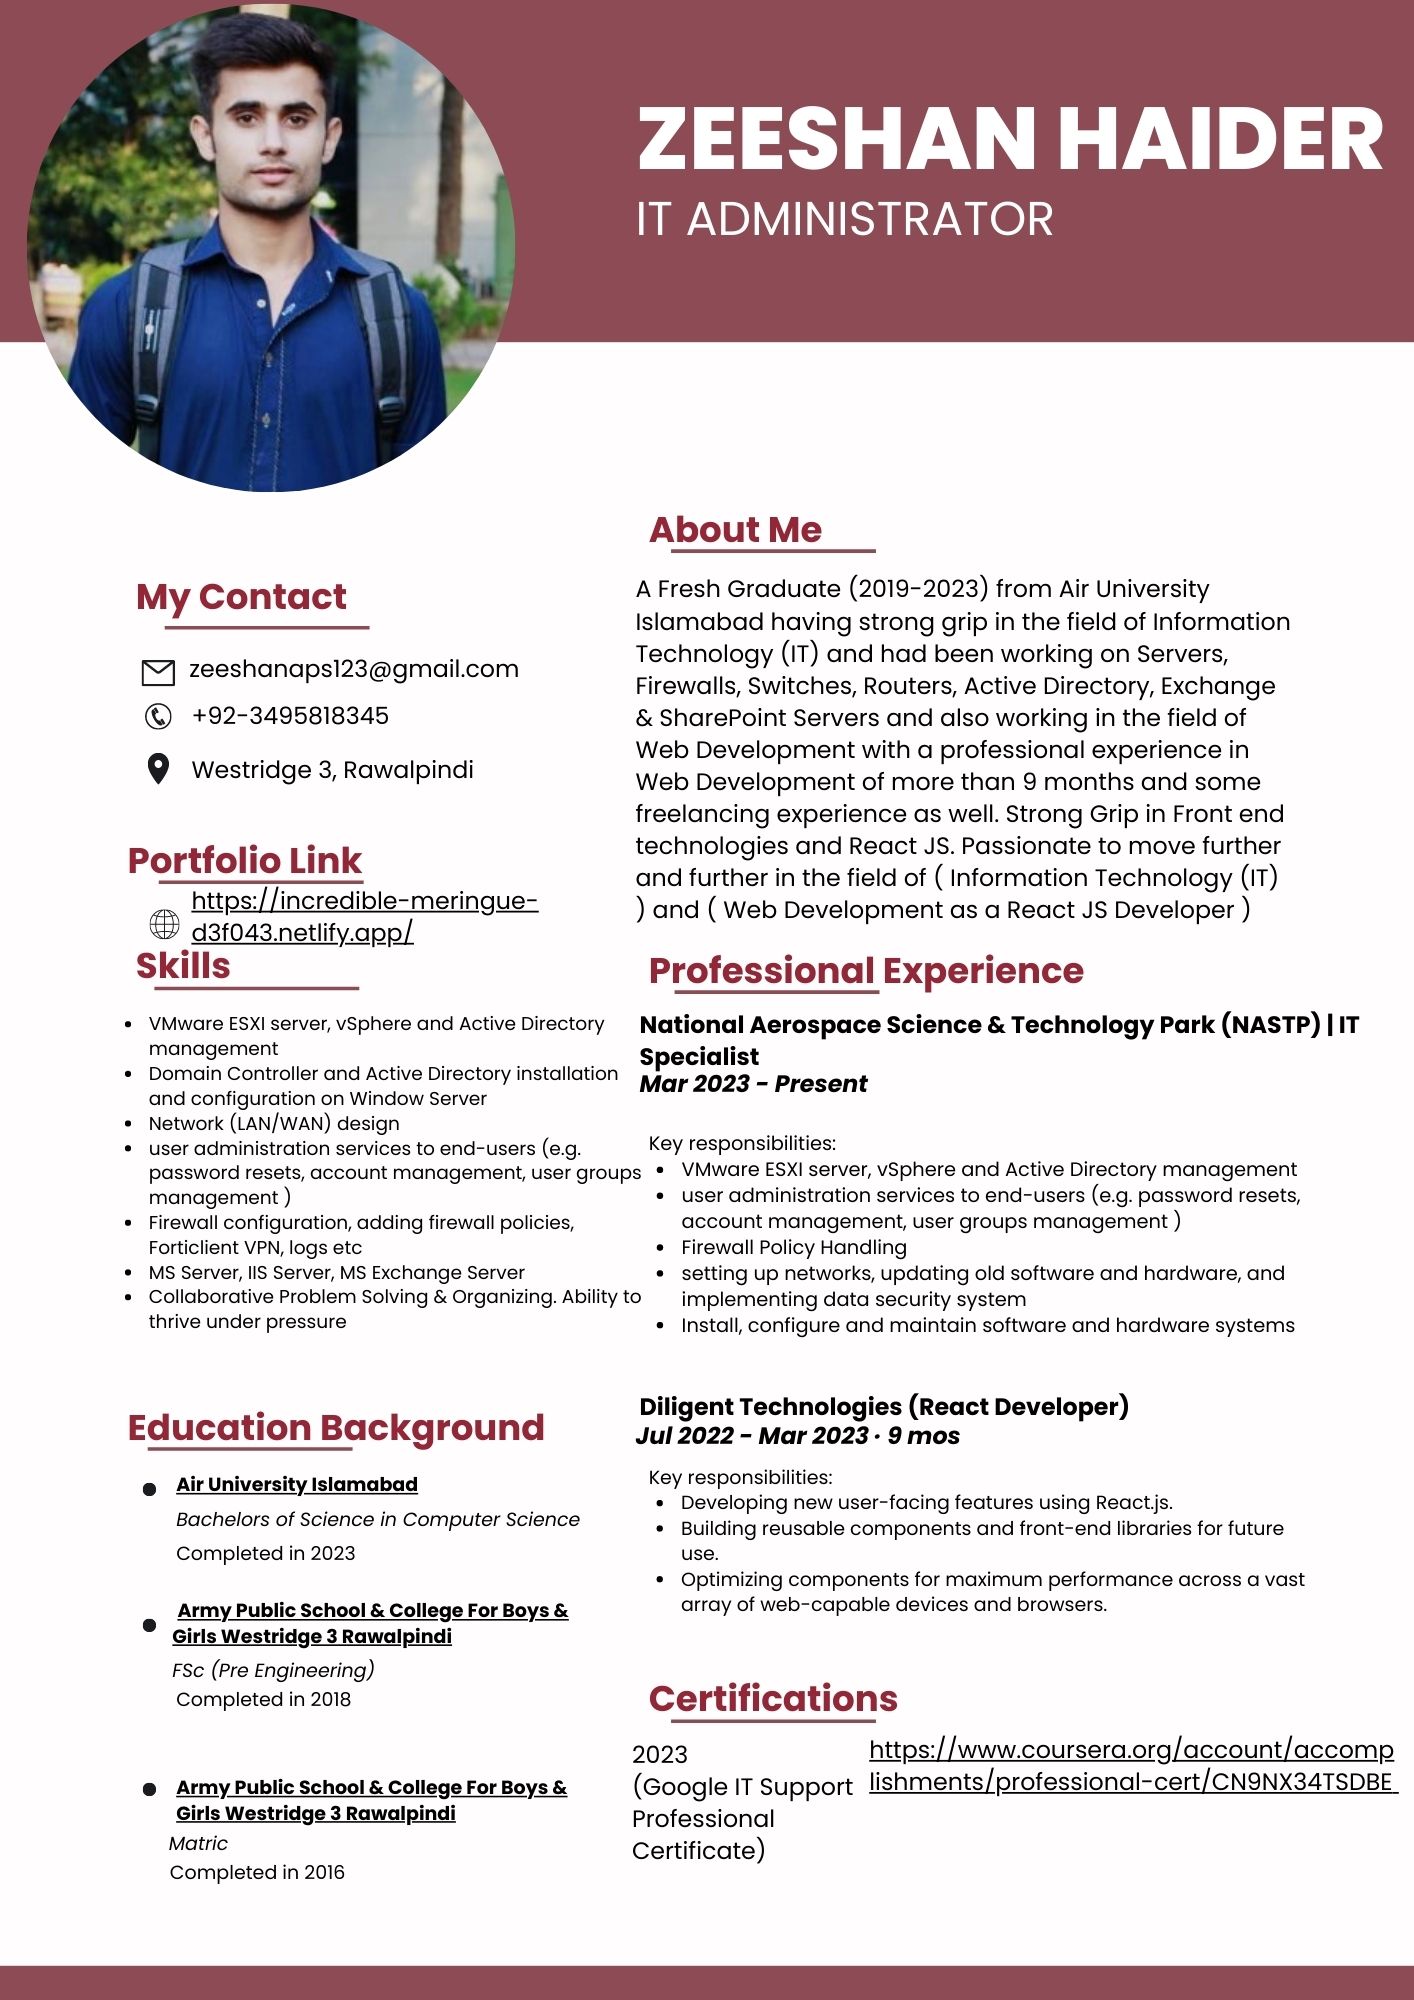 ZEESHAN HAIDER
IT ADMINISTRATOR
My Contact
zeeshanaps123@gmail.com
+92-3495818345
Westridge 3, Rawalpindi
Portfolio Link
https://incredible-meringue-
d3f043.netlify.app/
Skills
• VMware ESXI server, vSphere and Active Directory
management
• Domain Controller and Active Directory installation
and configuration on Window Server
• Network (LAN/WAN) design
• user administration services to end-users (e.g.
password resets, account management, user groups
management )
• Firewall configuration, adding firewall policies,
Forticlient VPN, logs etc
• MS Server, IIS Server, MS Exchange Server
• Collaborative Problem Solving & Organizing. Ability to
thrive under pressure
Education Background
• Air University Islamabad
Bachelors of Science in Computer Science
Completed in 2023
• Army Public School & College For Boys &
Girls Westridge 3 Rawalpindi
FSc (Pre Engineering)
Completed in 2018
• Army Public School & College For Boys &
Girls Westridge 3 Rawalpindi
Matric
Completed in 2016
About Me
A Fresh Graduate (2019-2023) from Air University
Islamabad having strong grip in the field of Information
Technology (IT) and had been working on Servers,
Firewalls, Switches, Routers, Active Directory, Exchange
& SharePoint Servers and also working in the field of
Web Development with a professional experience in
Web Development of more than 9 months and some
freelancing experience as well. Strong Grip in Front end
technologies and React JS. Passionate to move further
and further in the field of ( Information Technology (IT)
) and ( Web Development as a React JS Developer )
Professional Experience
National Aerospace Science & Technology Park (NASTP) | IT
Specialist
Mar 2023 - Present
Key responsibilities:
• VMware ESXI server, vSphere and Active Directory management
• user administration services to end-users (e.g. password resets,
account management, user groups management )
• Firewall Policy Handling
• setting up networks, updating old software and hardware, and
implementing data security system
• Install, configure and maintain software and hardware systems
Diligent Technologies (React Developer)
Jul 2022 - Mar 2023 · 9 mos
Key responsibilities:
• Developing new user-facing features using React.js.
• Building reusable components and front-end libraries for future
use.
• Optimizing components for maximum performance across a vast
array of web-capable devices and browsers.
Certifications
2023
(Google IT Support
Professional
Certificate)
https://www.coursera.org/account/accomp
lishments/professional-cert/CN9NX34TSDBE